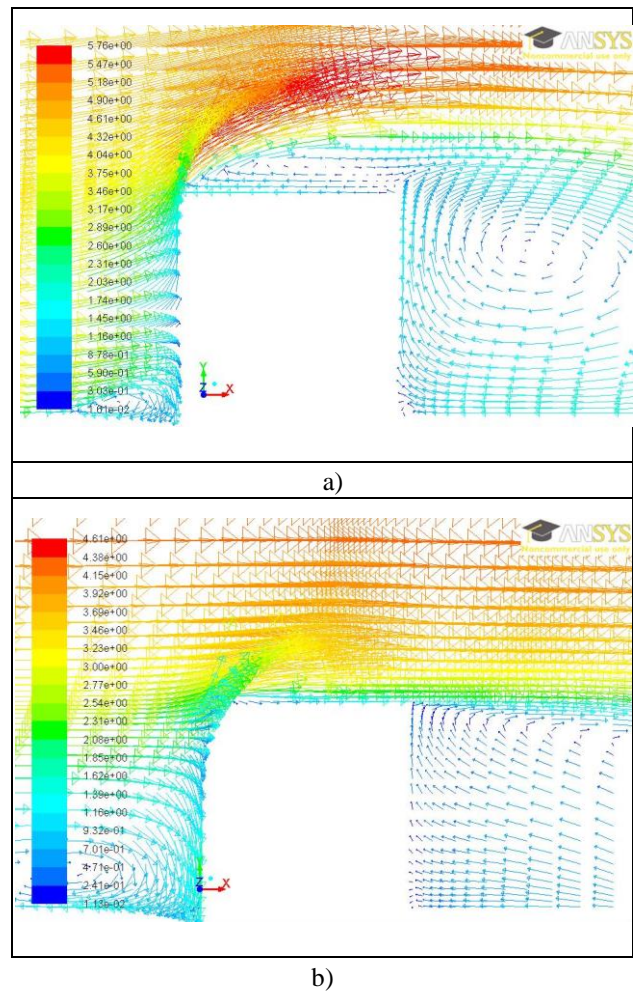 ANSYS
Noncommercial use only
5.76e+00
5.47e+00
5.18e+00
4.90e+00
4.61e+00
4.32e+00
4.04e+00
3.75e+00
3.46e+00
3.17e+00
2.89e+00
2.60e+00
2.31e+00
2.03e+00
1.74e+00
1.45e+00
1.16e+00
8.78e-01
5.90e-01
3.03e-01
1.61e-02
Y
Z
X
a)
ANSYS
Noncommercial use only
4.61e+00
4.38e+00
4.15e+00
3.92e+00
3.69e+00
3.46e+00
3.23e+00
3.00e+00
2.77e+00
2.54e+00
2.31e+00
2.08e+00
1.85e+00
1.62e+00
1.39e+00
1.16e+00
9.32e-01
7.01e-01
4.71e-01
2.41e-01
1.13e-02
Y
Z
X
b)